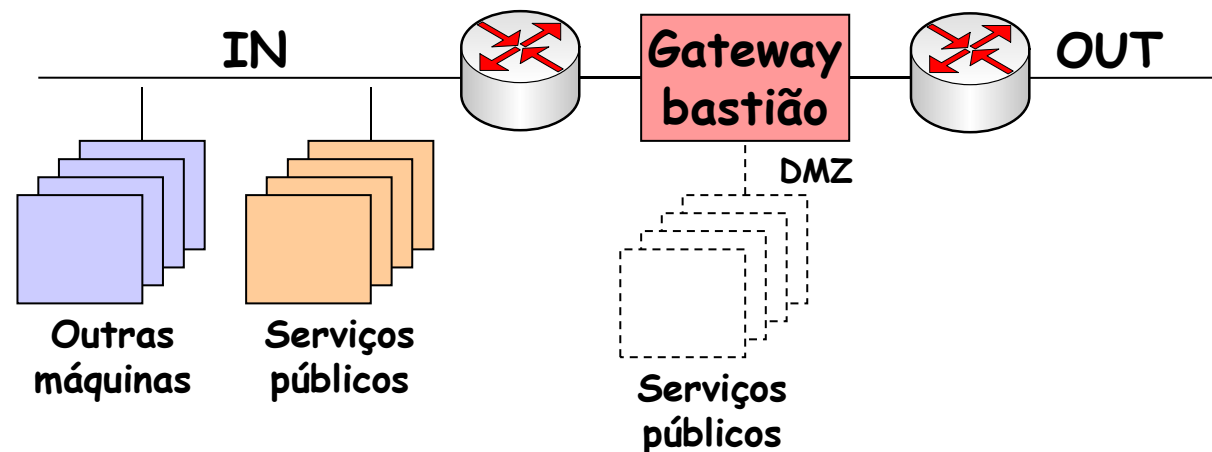 IN
Gateway
bastião
OUT
DMZ
Outras
máquinas
Serviços
públicos
Serviços
públicos